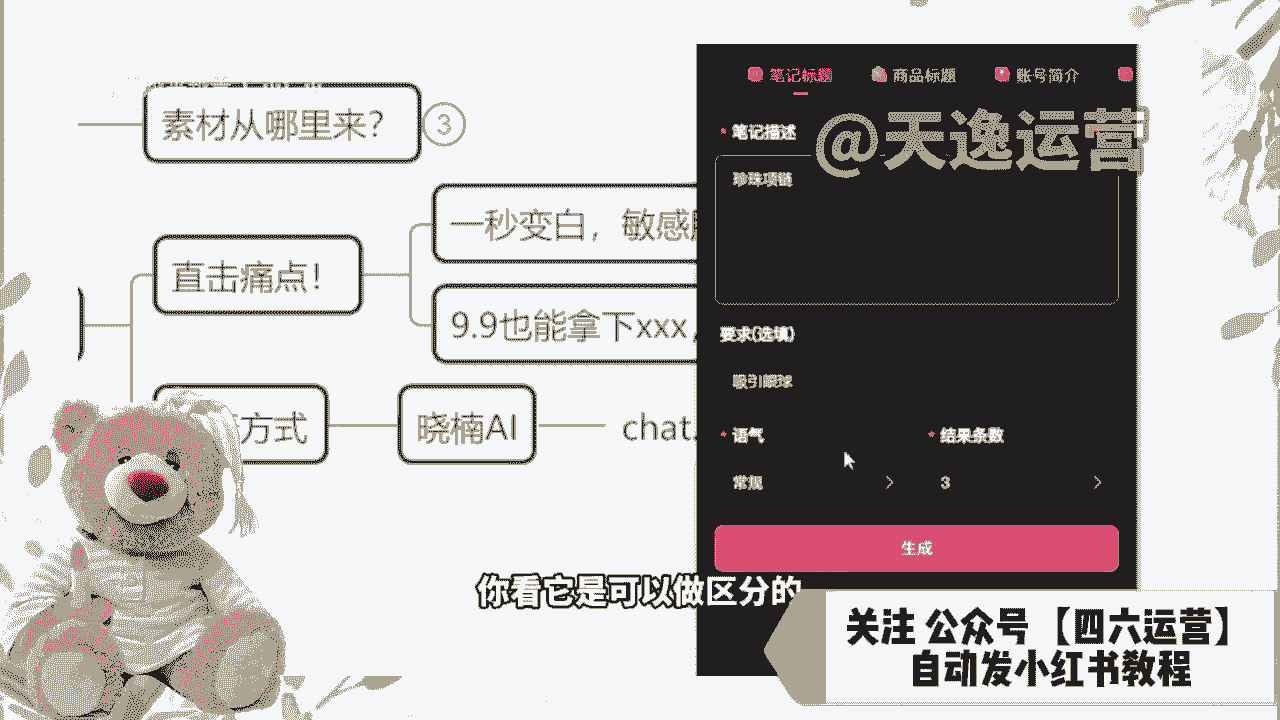 素材从哪里来?
3
直击痛点!
一秒变白，敏感
9.9也能拿下xxx,
方式
晓楠AI
chat.
笔记标题
商品标题
账号简介
@天逸运营
* 笔记描述
珍珠项链
要求(选填)
吸引眼球
* 语气
* 结果条数
常规
3
生成
你看它是可以做区分的
关注 公众号 【四六运营】
自动发小红书教程